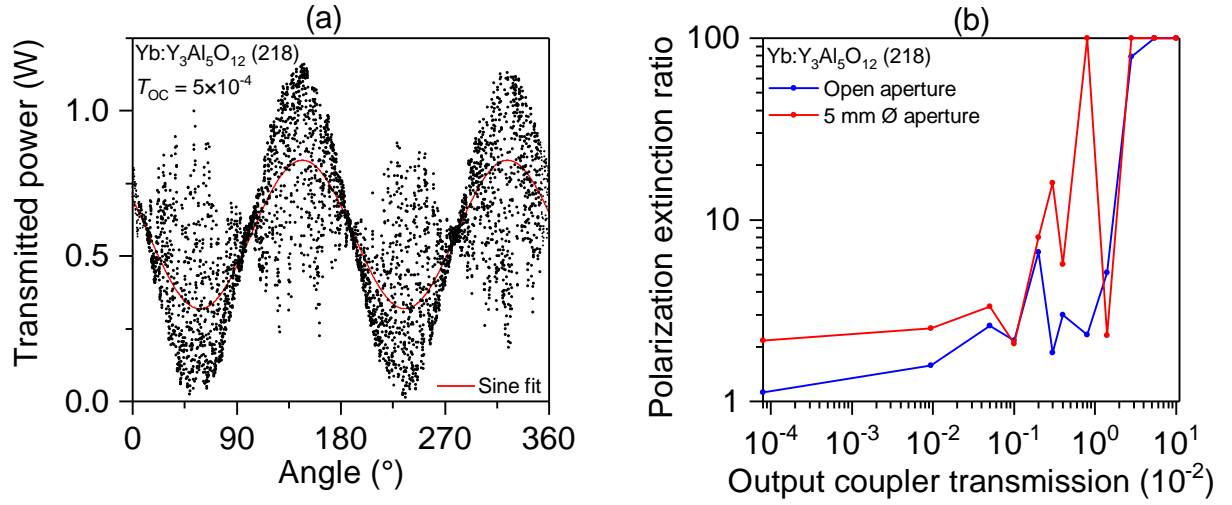 (a)
Yb:Y₃Al₅O₁₂ (218)
T_OC = 5×10⁻⁴
Transmitted power (W)
1.0
0.5
0.0
Sine fit
0 90 180 270 360
Angle (°)
(b)
Yb:Y₃Al₅O₁₂ (218)
Open aperture
5 mm Ø aperture
Polarization extinction ratio
100
10
1
10⁻⁴ 10⁻³ 10⁻² 10⁻¹ 10⁰ 10¹
Output coupler transmission (10⁻²)